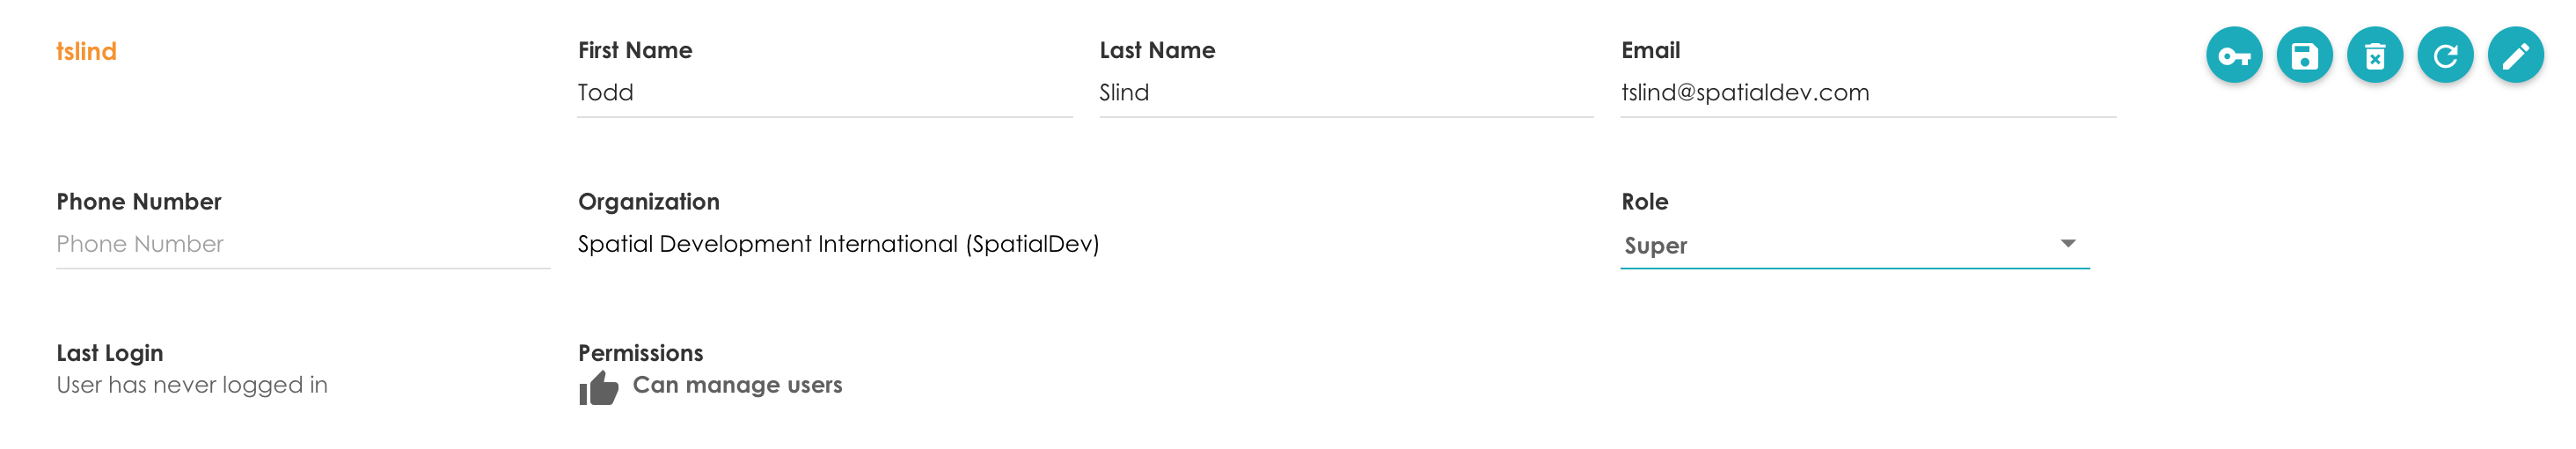 tslind
First Name
Todd
Last Name
Slind
Email
tslind@spatialdev.com
Phone Number
Phone Number
Organization
Spatial Development International (SpatialDev)
Role
Super
Last Login
User has never logged in
Permissions
Can manage users